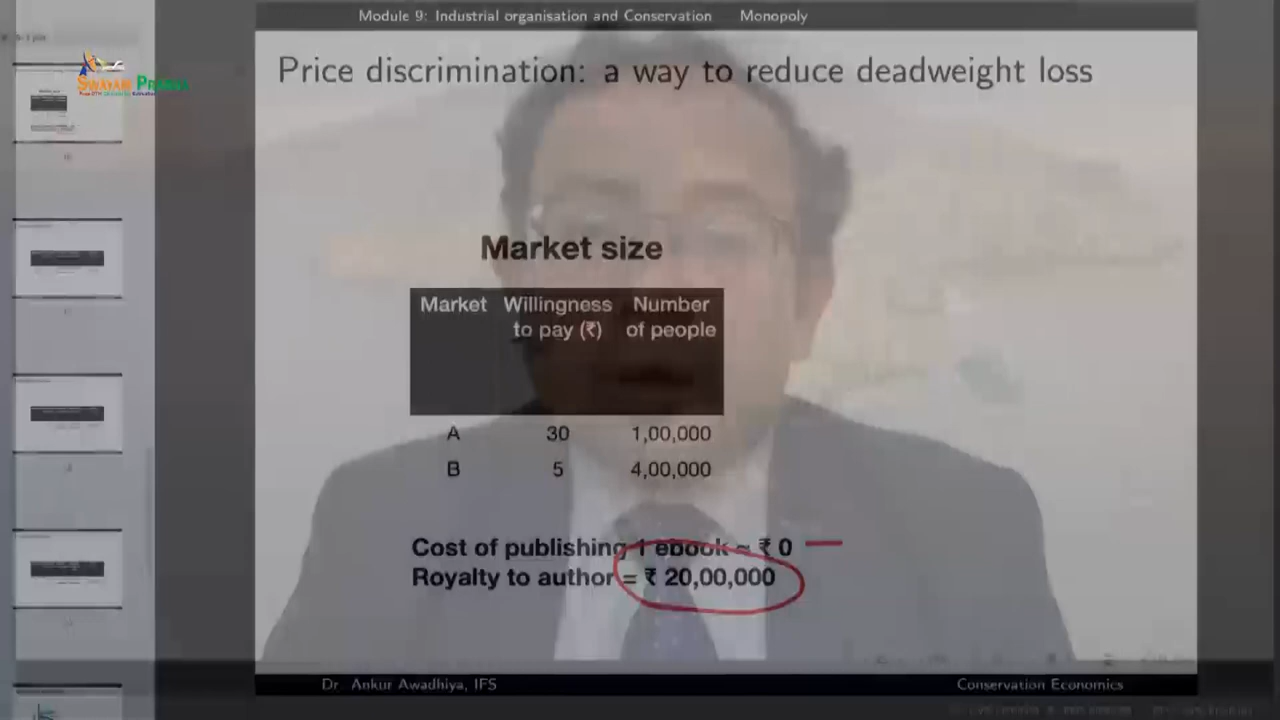 Module 9: Industrial organisation and Conservation Monopoly
SWAYAM PRABHA
Price discrimination: a way to reduce deadweight loss
Market size
Market Willingness to pay (₹) Number of people
A 30 1,00,000
B 5 4,00,000
Cost of publishing 1 ebook ~ ₹ 0
Royalty to author = ₹ 20,00,000
Dr. Ankur Awadhiya, IFS Conservation Economics